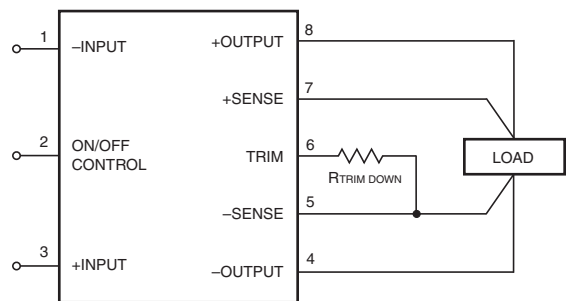 1 –INPUT
+OUTPUT 8
+SENSE 7
2 ON/OFF
CONTROL
TRIM 6
RTRIM DOWN
LOAD
–SENSE 5
3 +INPUT
–OUTPUT 4